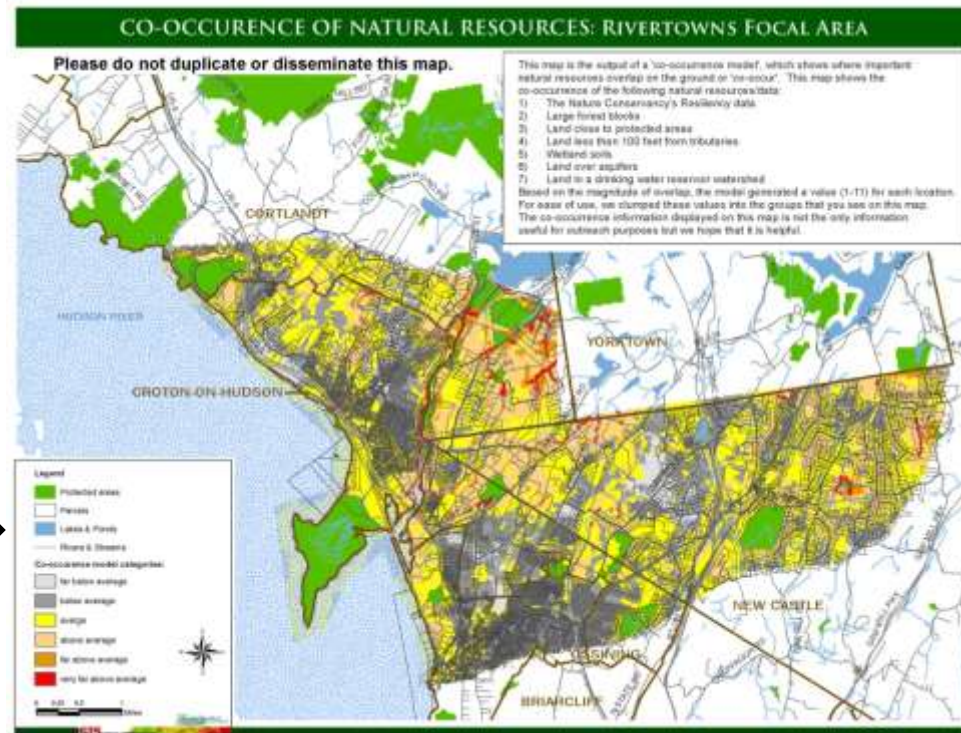 CO-OCCURENCE OF NATURAL RESOURCES: RIVERTOWNS FOCAL AREA
Please do not duplicate or disseminate this map.
This map is the output of a 'co-occurrence model', which shows where important
natural resources overlap on the ground or 'co-occur'. This map shows the
co-occurrence of the following natural resources/data:
1) The Nature Conservancy's Resiliency data
2) Large forest blocks
3) Land close to protected areas
4) Land less than 100 feet from tributaries
5) Wetland soils
6) Land over aquifers
7) Land in a drinking water reservoir watershed
Based on the magnitude of overlap, the model generated a value (1-11) for each location.
For ease of use, we clumped these values into the groups that you see on this map.
The co-occurrence information displayed on this map is not the only information
useful for outreach purposes but we hope that it is helpful.
CORTLANDT
HUDSON RIVER
YORKTOWN
CROTON-ON-HUDSON
NEW CASTLE
OSSINING
BRIARCLIFF
Legend
Protected areas
Parcels
Lakes & Ponds
Rivers & Streams
Co-occurence model categories:
far below average
below average
average
above average
far above average
very far above average
Miles